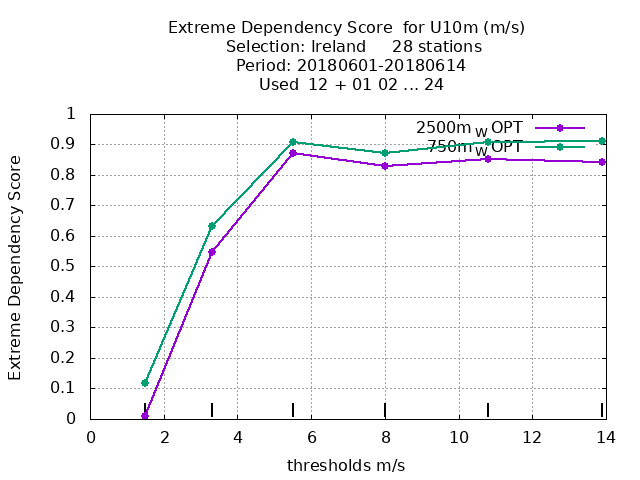 Extreme Dependency Score for U10m (m/s)
Selection: Ireland 28 stations
Period: 20180601-20180614
Used 12 + 01 02 ... 24
Extreme Dependency Score
1
0.9
0.8
0.7
0.6
0.5
0.4
0.3
0.2
0.1
0
2500m W OPT
750m W OPT
0 2 4 6 8 10 12 14
thresholds m/s